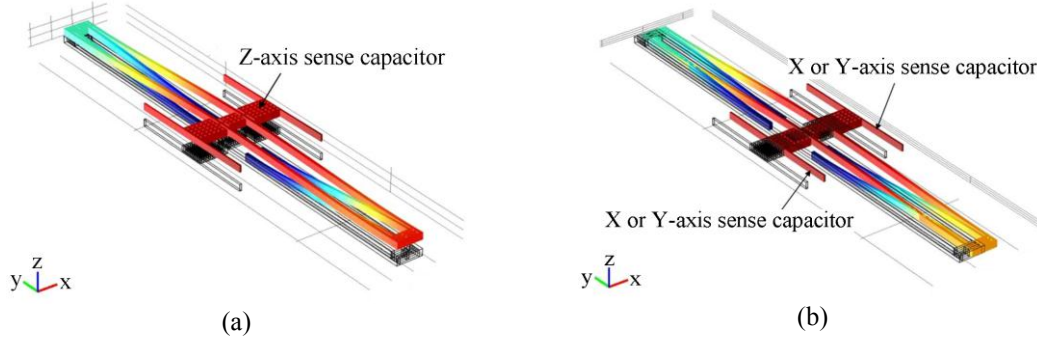 Z-axis sense capacitor
z
y
x
(a)
X or Y-axis sense capacitor
X or Y-axis sense capacitor
z
y
x
(b)